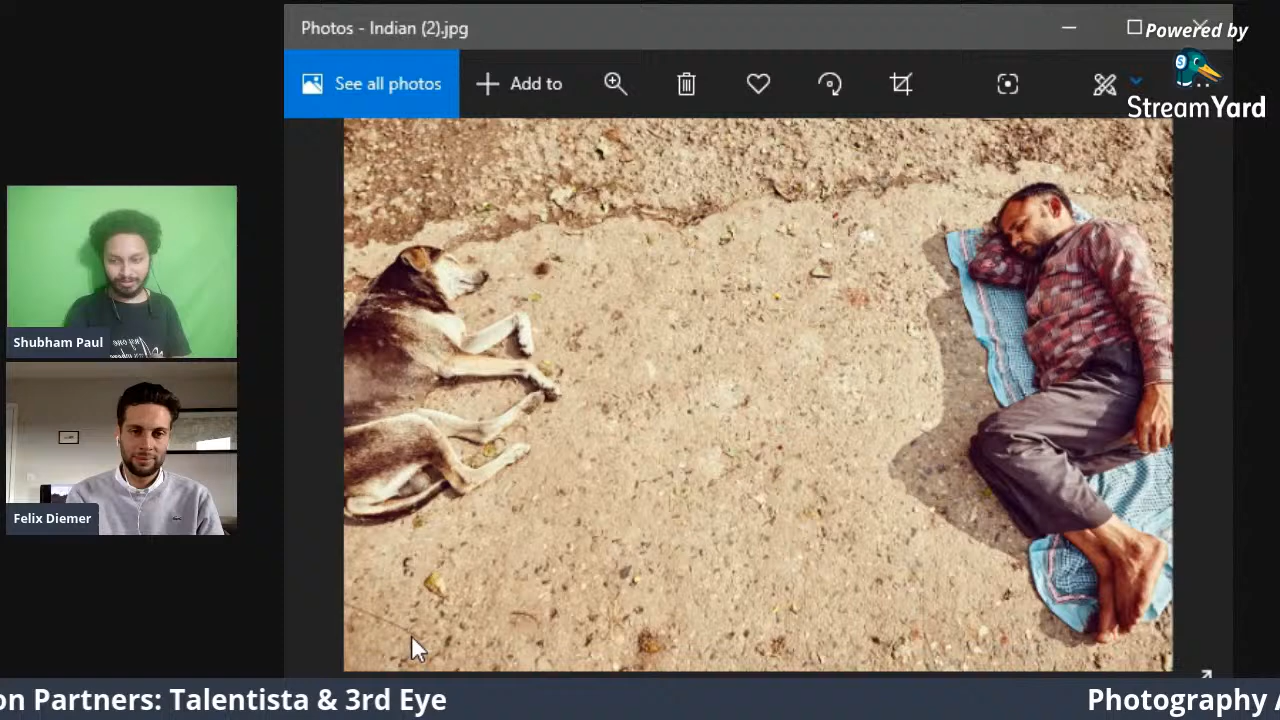 Photos - Indian (2).jpg
Powered by
See all photos
Add to
StreamYard
Shubham Paul
Felix Diemer
on Partners: Talentista & 3rd Eye
Photography A